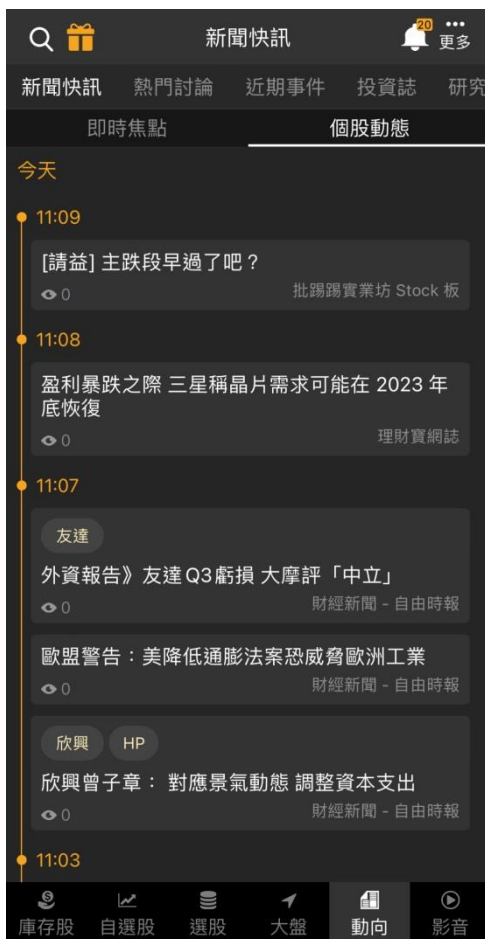 新聞快訊
20
更多
新聞快訊 熱門討論 近期事件 投資誌 研究
即時焦點 個股動態
今天
11:09
[請益] 主跌段早過了吧？
0 批踢踢實業坊 Stock 板
11:08
盈利暴跌之際 三星稱晶片需求可能在 2023 年
底恢復
0 理財寶網誌
11:07
友達
外資報告》友達Q3虧損 大摩評「中立」
0 財經新聞 - 自由時報
歐盟警告：美降低通膨法案恐威脅歐洲工業
0 財經新聞 - 自由時報
欣興 HP
欣興曾子章： 對應景氣動態 調整資本支出
0 財經新聞 - 自由時報
11:03
庫存股 自選股 選股 大盤 動向 影音